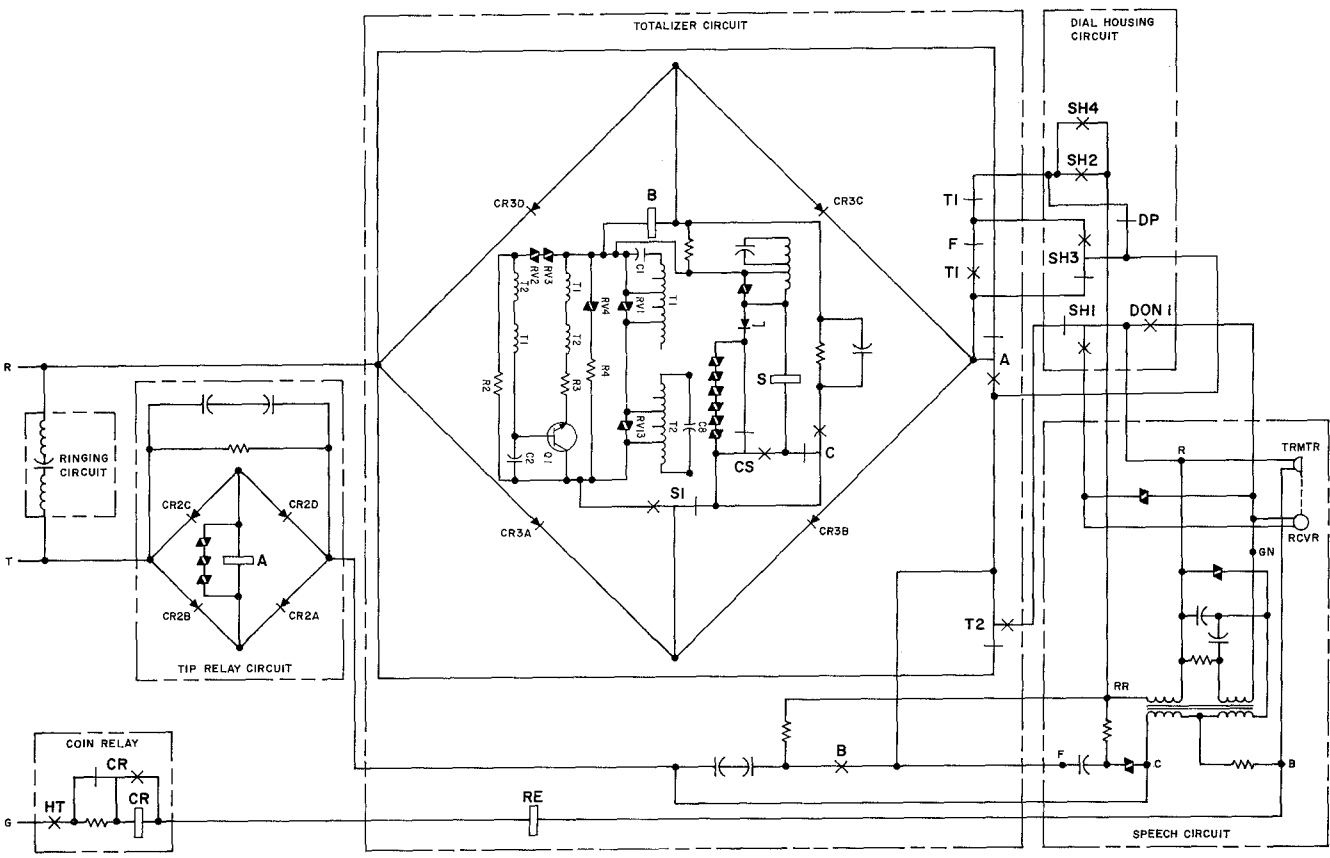 TOTALIZER CIRCUIT
DIAL HOUSING
CIRCUIT
SH4
SH2
CR3D
B
CR3C
T1
DP
F
T1
SH3
T2
RV2
RV3
T1
RV4
C1
RV1
T1
L
SH1
DON 1
T1
T2
R
A
R2
R3
R4
S
RINGING
CIRCUIT
RV13
T2
C8
C2
Q1
CS
C
R
TRMTR
S1
CR2C
CR2D
CR3A
CR3B
RCVR
T
A
GN
CR2B
CR2A
T2
TIP RELAY CIRCUIT
RR
COIN RELAY
CR
B
F
C
B
HT
CR
RE
G
SPEECH CIRCUIT